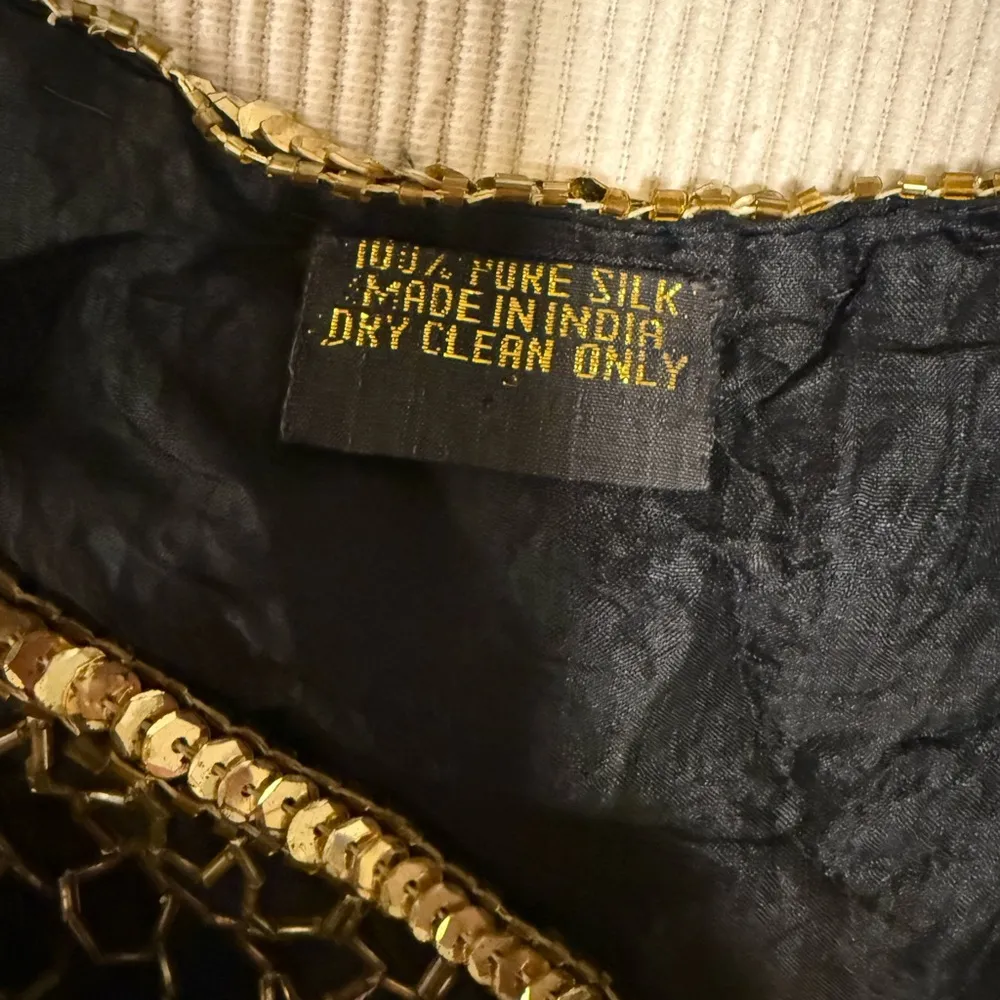 100% PURE SILK
MADE IN INDIA
DRY CLEAN ONLY